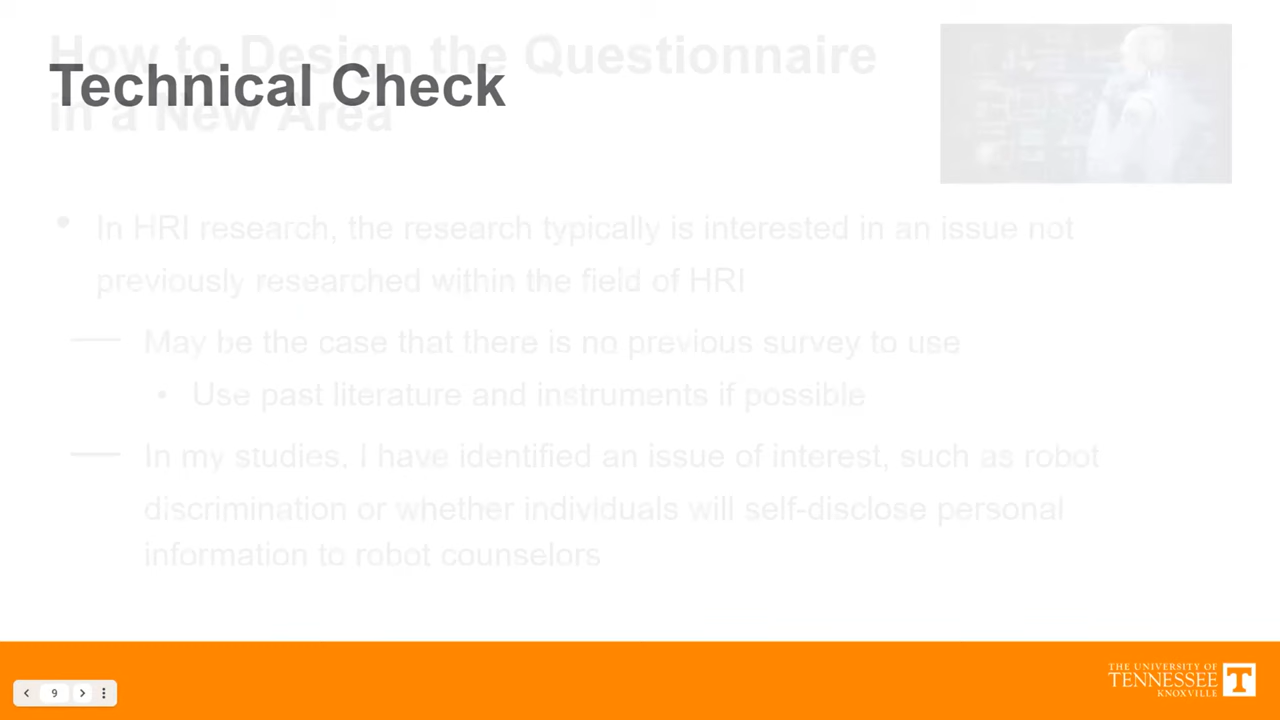 How to Design the Questionnaire
in a New Area
Technical Check
• In HRI research, the research typically is interested in an issue not
previously researched within the field of HRI
— May be the case that there is no previous survey to use
• Use past literature and instruments if possible
— In my studies, I have identified an issue of interest, such as robot
discrimination or whether individuals will self-disclose personal
information to robot counselors
9
THE UNIVERSITY OF
TENNESSEE
KNOXVILLE
T